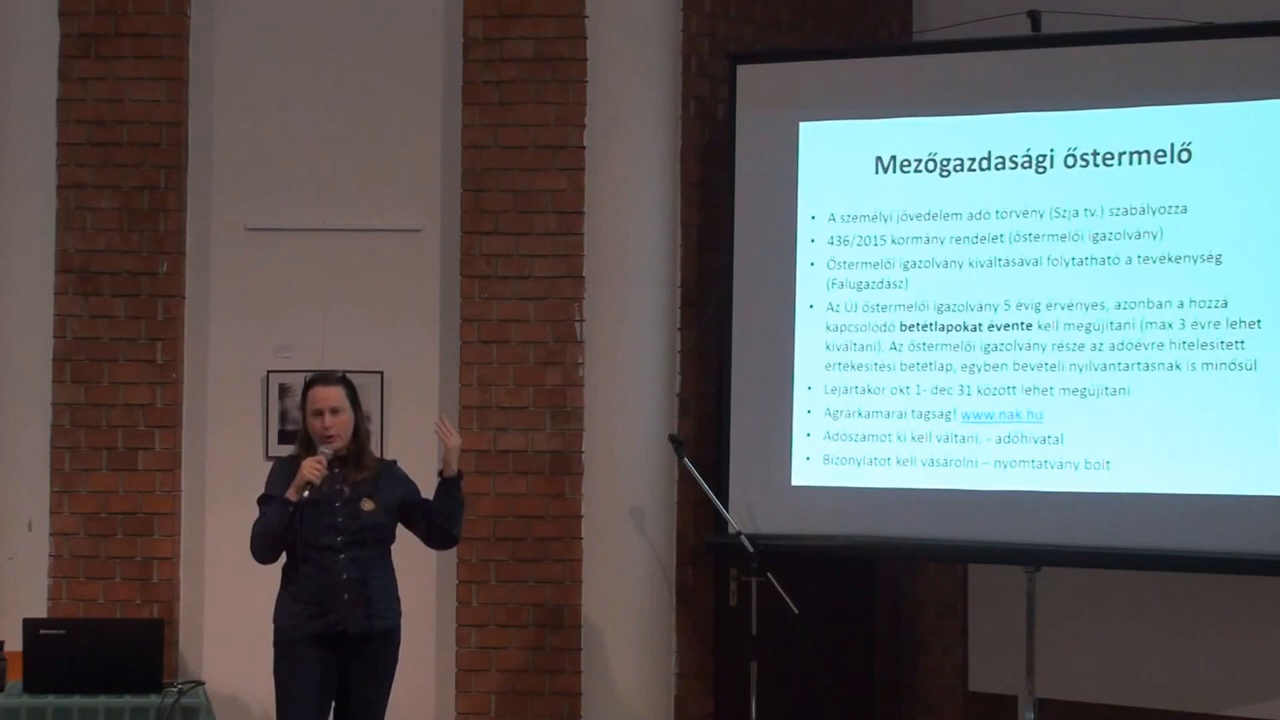 Mezőgazdasági őstermelő
• A személyi jövedelem adó törvény (Szja tv.) szabályozza
• 436/2015 kormány rendelet (őstermelői igazolvány)
• Őstermelői igazolvány kiváltásával folytatható a tevékenység
(Falugazdász)
• Az ÚJ őstermelői igazolvány 5 évig érvényes, azonban a hozzá
kapcsolódó betétlapokat évente kell megújítani (max 3 évre lehet
kiváltani). Az őstermelői igazolvány része az adóévre hitelesített
értékesítési betétlap, egyben bevételi nyilvántartásnak is minősül
• Lejártakor okt 1- dec 31 között lehet megújítani
• Agrárkamarai tagság! www.nak.hu
• Adószámot ki kell váltani, - adóhivatal
• Bizonylatot kell vásárolni – nyomtatvány bolt